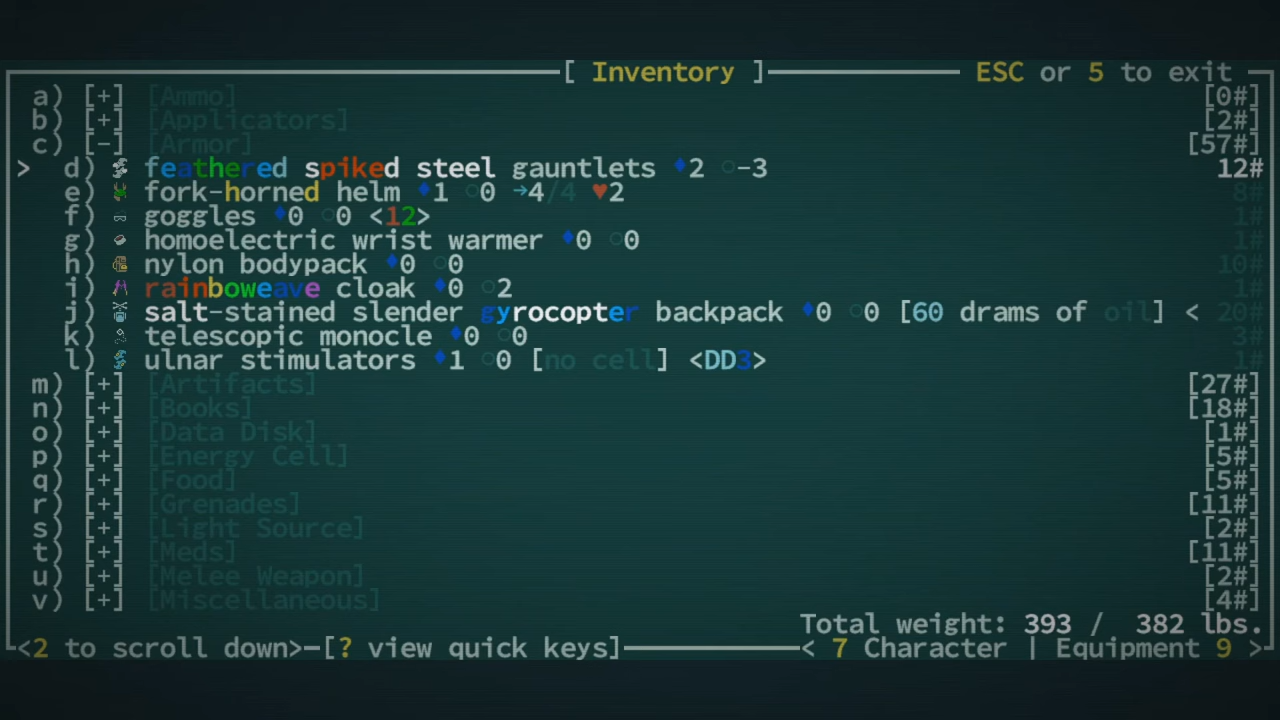 [ Inventory ] ESC or 5 to exit
a) [+] [Ammo] [0#]
b) [+] [Applicators] [2#]
c) [-] [Armor] [57#]
> d) feathered spiked steel gauntlets ♦2 ○-3 12#
e) fork-horned helm ♦1 ○0 →4/4 ♥2 8#
f) goggles ♦0 ○0 <12> 1#
g) homoelectric wrist warmer ♦0 ○0 1#
h) nylon bodypack ♦0 ○0 10#
i) rainboweave cloak ♦0 ○2 1#
j) salt-stained slender gyrocopter backpack ♦0 ○0 [60 drams of oil] < 20#
k) telescopic monocle ♦0 ○0 3#
l) ulnar stimulators ♦1 ○0 [no cell] <DD3> 1#
m) [+] [Artifacts] [27#]
n) [+] [Books] [18#]
o) [+] [Data Disk] [1#]
p) [+] [Energy Cell] [5#]
q) [+] [Food] [5#]
r) [+] [Grenades] [11#]
s) [+] [Light Source] [2#]
t) [+] [Meds] [11#]
u) [+] [Melee Weapon] [2#]
v) [+] [Miscellaneous] [4#]
Total weight: 393 / 382 lbs.
<2 to scroll down> [? view quick keys] < 7 Character | Equipment 9 >